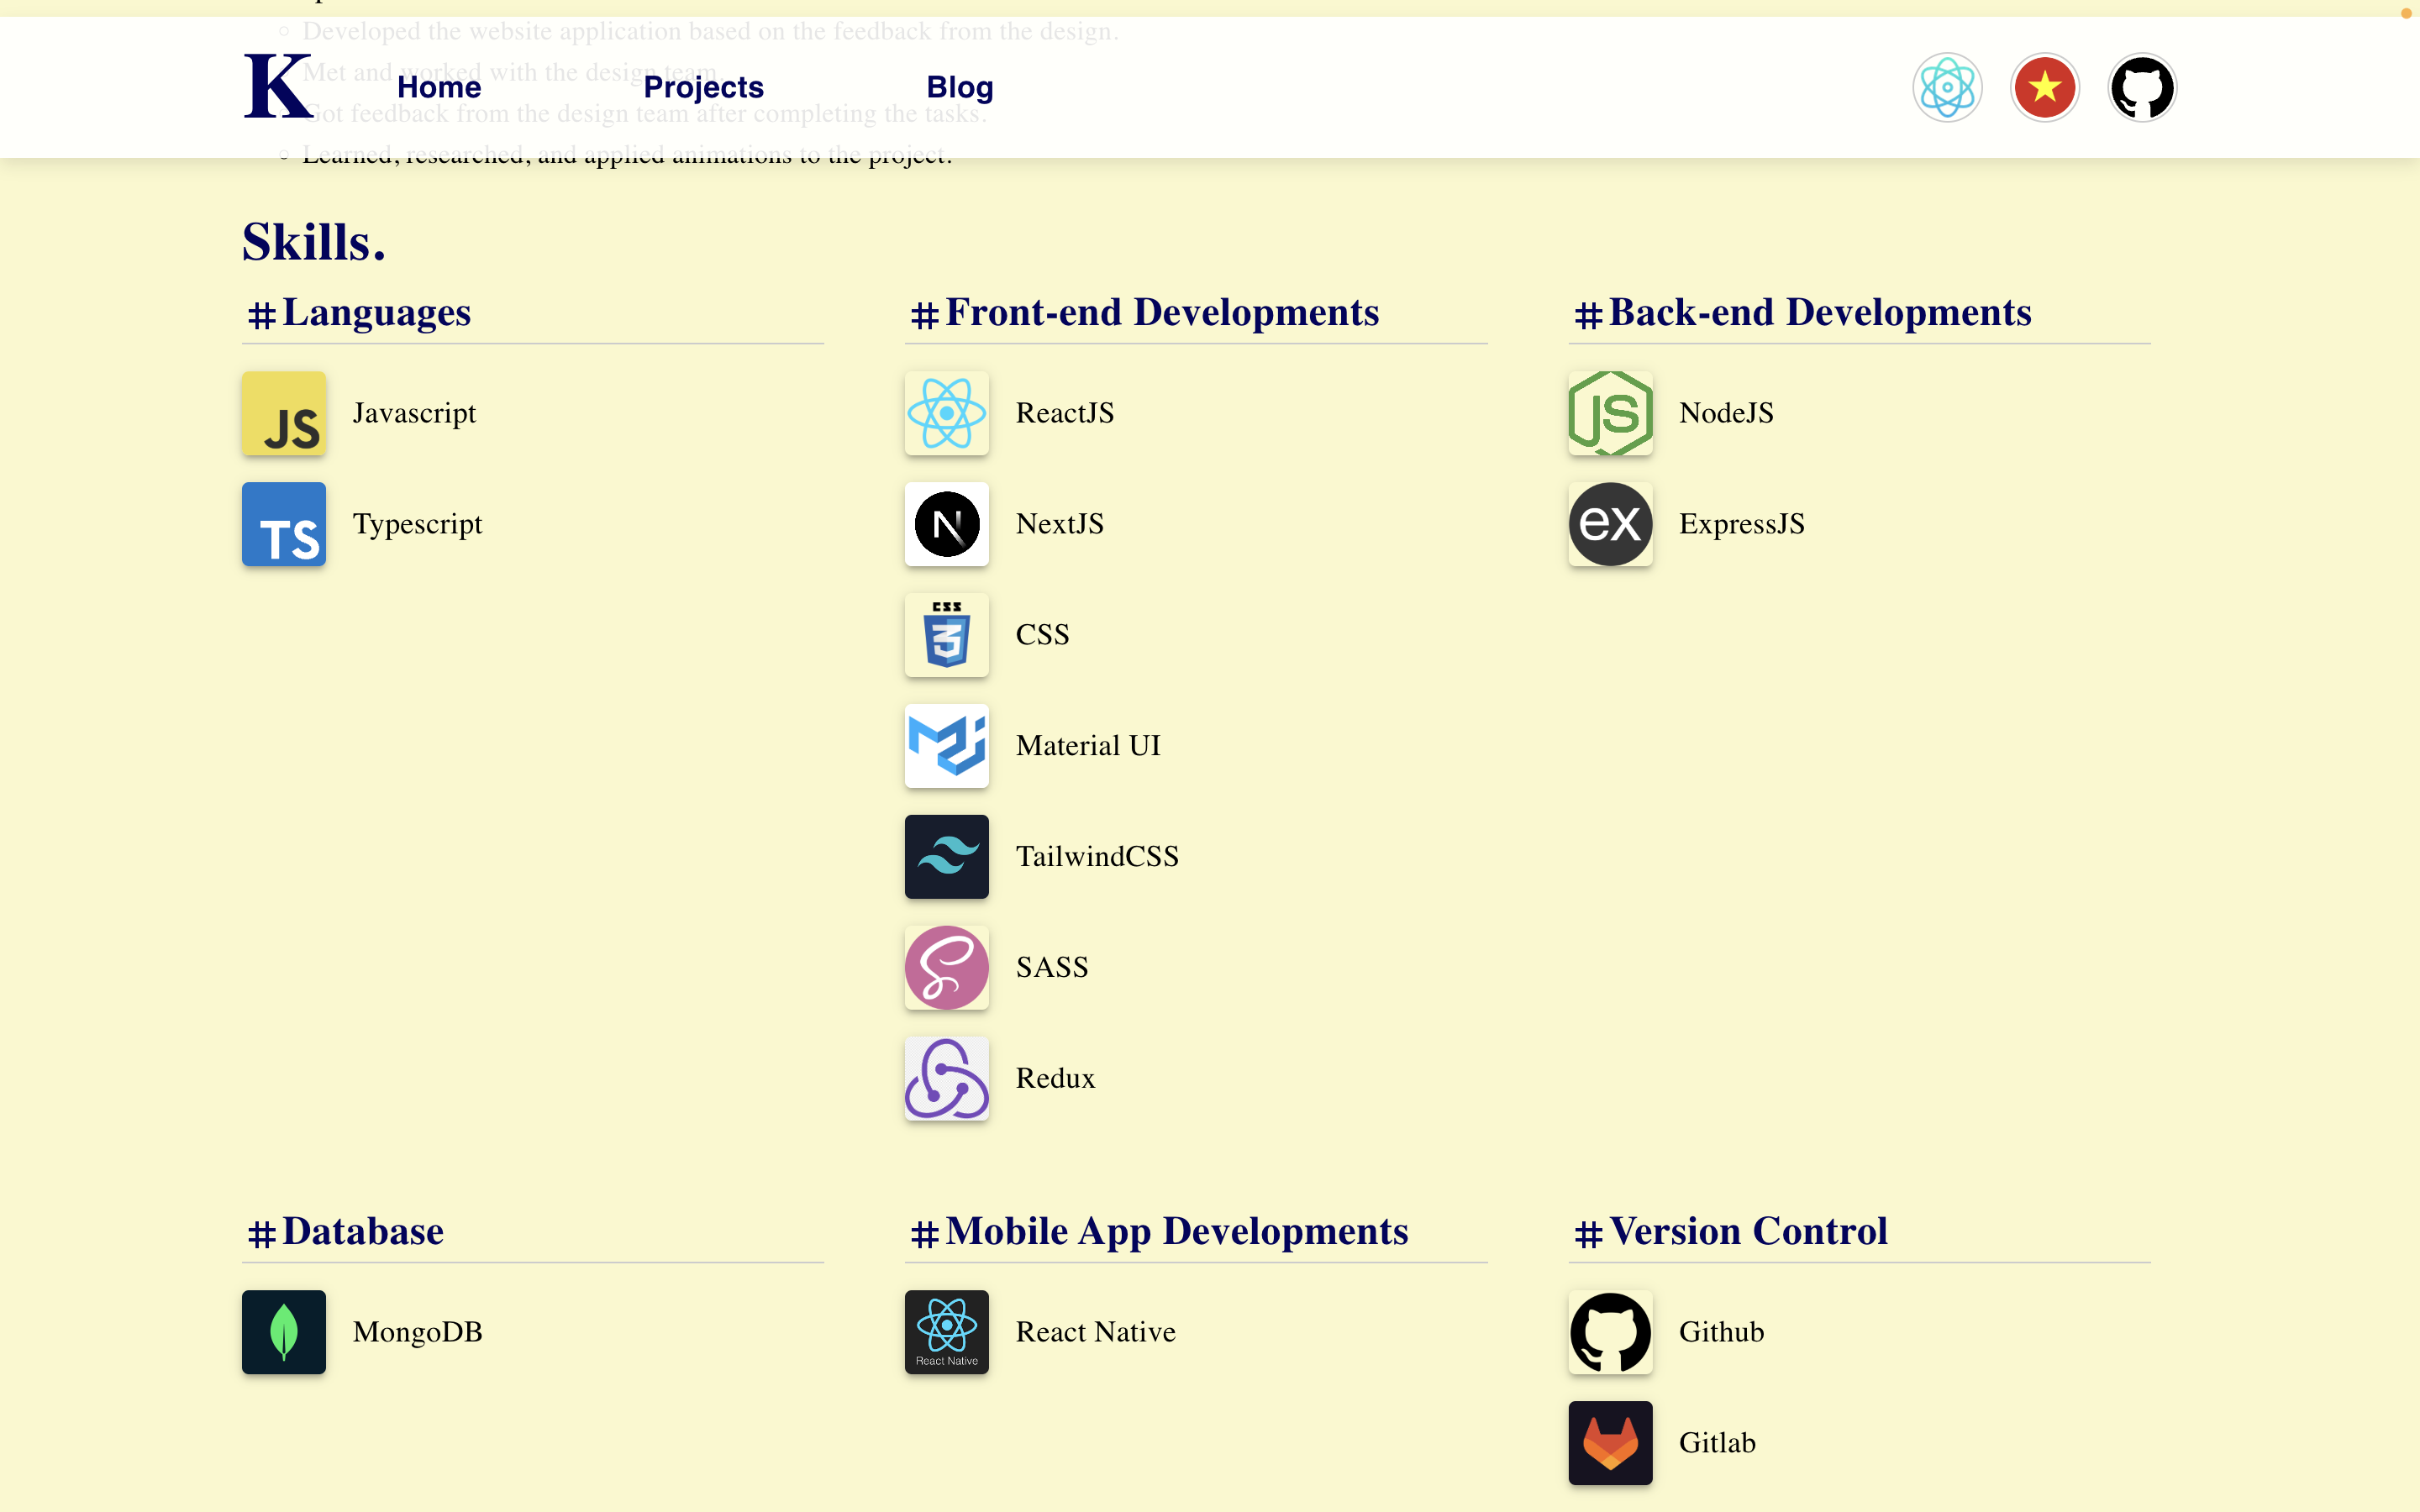 Developed the website application based on the feedback from the design.
Met and worked with the design team.
Got feedback from the design team after completing the tasks.
Learned, researched, and applied animations to the project.
K
Home
Projects
Blog
Skills.
#Languages
JS
Javascript
TS
Typescript
#Front-end Developments
ReactJS
N
NextJS
CSS
3
CSS
Material UI
TailwindCSS
SASS
Redux
#Back-end Developments
JS
NodeJS
ex
ExpressJS
#Database
MongoDB
#Mobile App Developments
React Native
React Native
#Version Control
Github
Gitlab